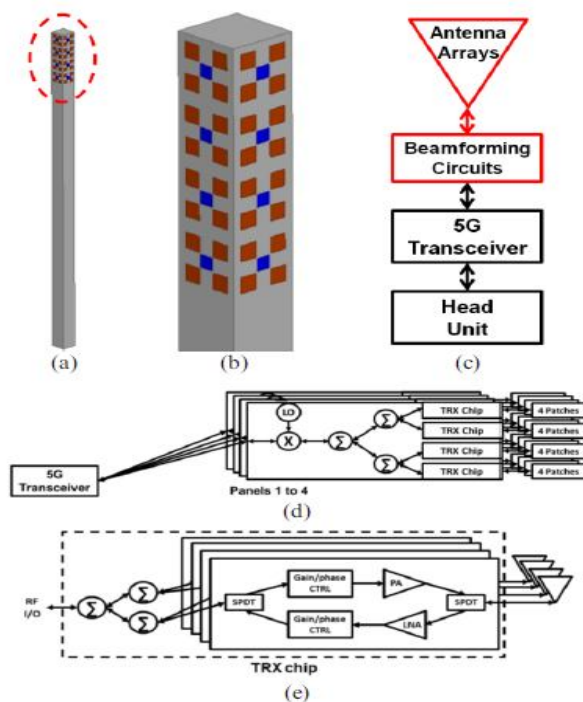 Antenna
Arrays
Beamforming
Circuits
5G
Transceiver
Head
Unit
(a)
(b)
(c)
LO
X
Σ
Σ
Σ
TRX Chip
TRX Chip
TRX Chip
TRX Chip
4 Patches
4 Patches
4 Patches
4 Patches
5G
Transceiver
Panels 1 to 4
(d)
RF
I/O
Σ
Σ
Σ
SPDT
Gain/phase
CTRL
PA
SPDT
Gain/phase
CTRL
LNA
TRX chip
(e)